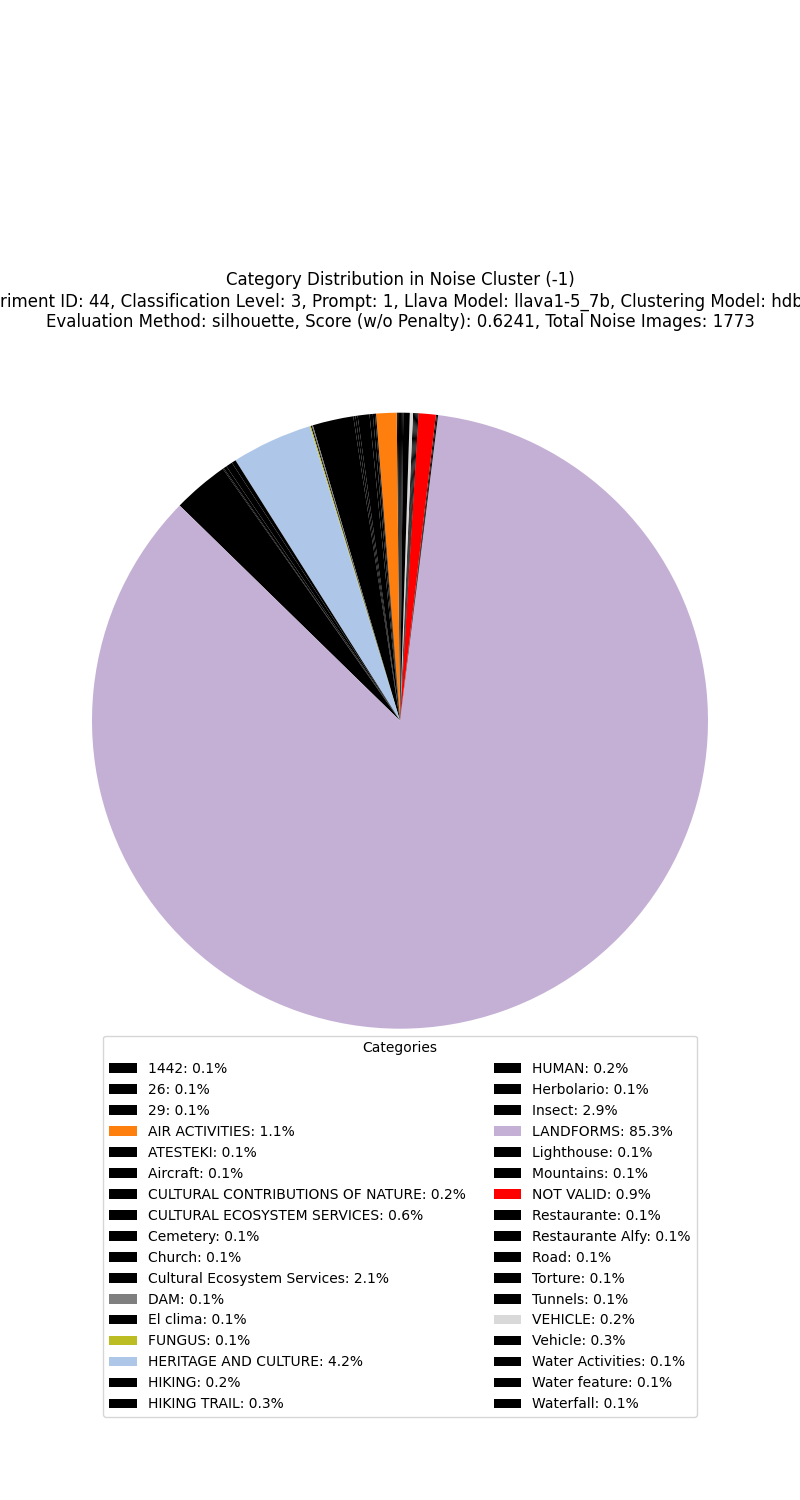 Category Distribution in Noise Cluster (-1)
riment ID: 44, Classification Level: 3, Prompt: 1, Llava Model: llava1-5_7b, Clustering Model: hdb
Evaluation Method: silhouette, Score (w/o Penalty): 0.6241, Total Noise Images: 1773
Categories
1442: 0.1%
26: 0.1%
29: 0.1%
AIR ACTIVITIES: 1.1%
ATESTEKI: 0.1%
Aircraft: 0.1%
CULTURAL CONTRIBUTIONS OF NATURE: 0.2%
CULTURAL ECOSYSTEM SERVICES: 0.6%
Cemetery: 0.1%
Church: 0.1%
Cultural Ecosystem Services: 2.1%
DAM: 0.1%
El clima: 0.1%
FUNGUS: 0.1%
HERITAGE AND CULTURE: 4.2%
HIKING: 0.2%
HIKING TRAIL: 0.3%
HUMAN: 0.2%
Herbolario: 0.1%
Insect: 2.9%
LANDFORMS: 85.3%
Lighthouse: 0.1%
Mountains: 0.1%
NOT VALID: 0.9%
Restaurante: 0.1%
Restaurante Alfy: 0.1%
Road: 0.1%
Torture: 0.1%
Tunnels: 0.1%
VEHICLE: 0.2%
Vehicle: 0.3%
Water Activities: 0.1%
Water feature: 0.1%
Waterfall: 0.1%